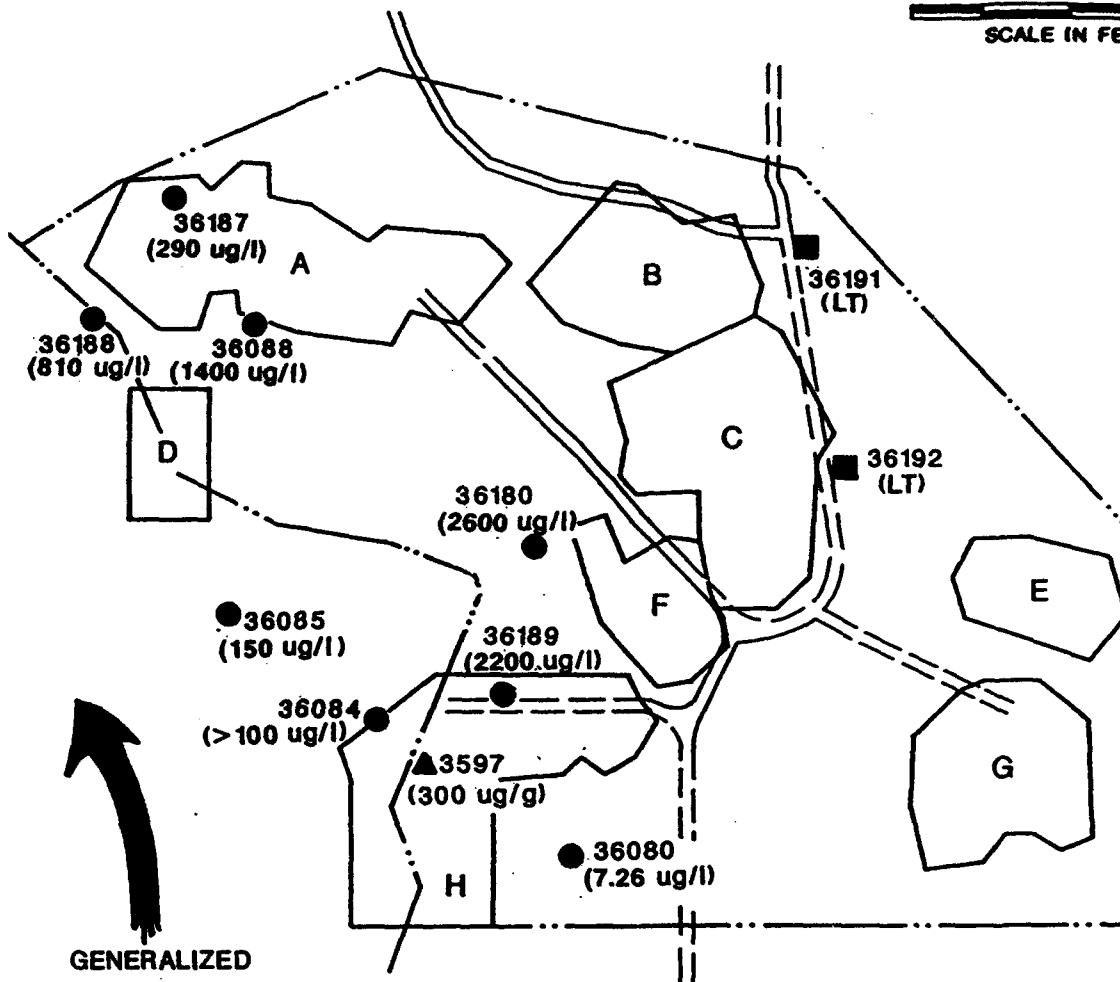 SCALE IN FE
36187
(290 ug/l)
A
B
36191
(LT)
36188
(810 ug/l)
36088
(1400 ug/l)
D
C
36192
(LT)
36180
(2600 ug/l)
E
F
36085
(150 ug/l)
36189
(2200 ug/l)
36084
(>100 ug/l)
3597
(300 ug/g)
G
36080
(7.26 ug/l)
H
GENERALIZED